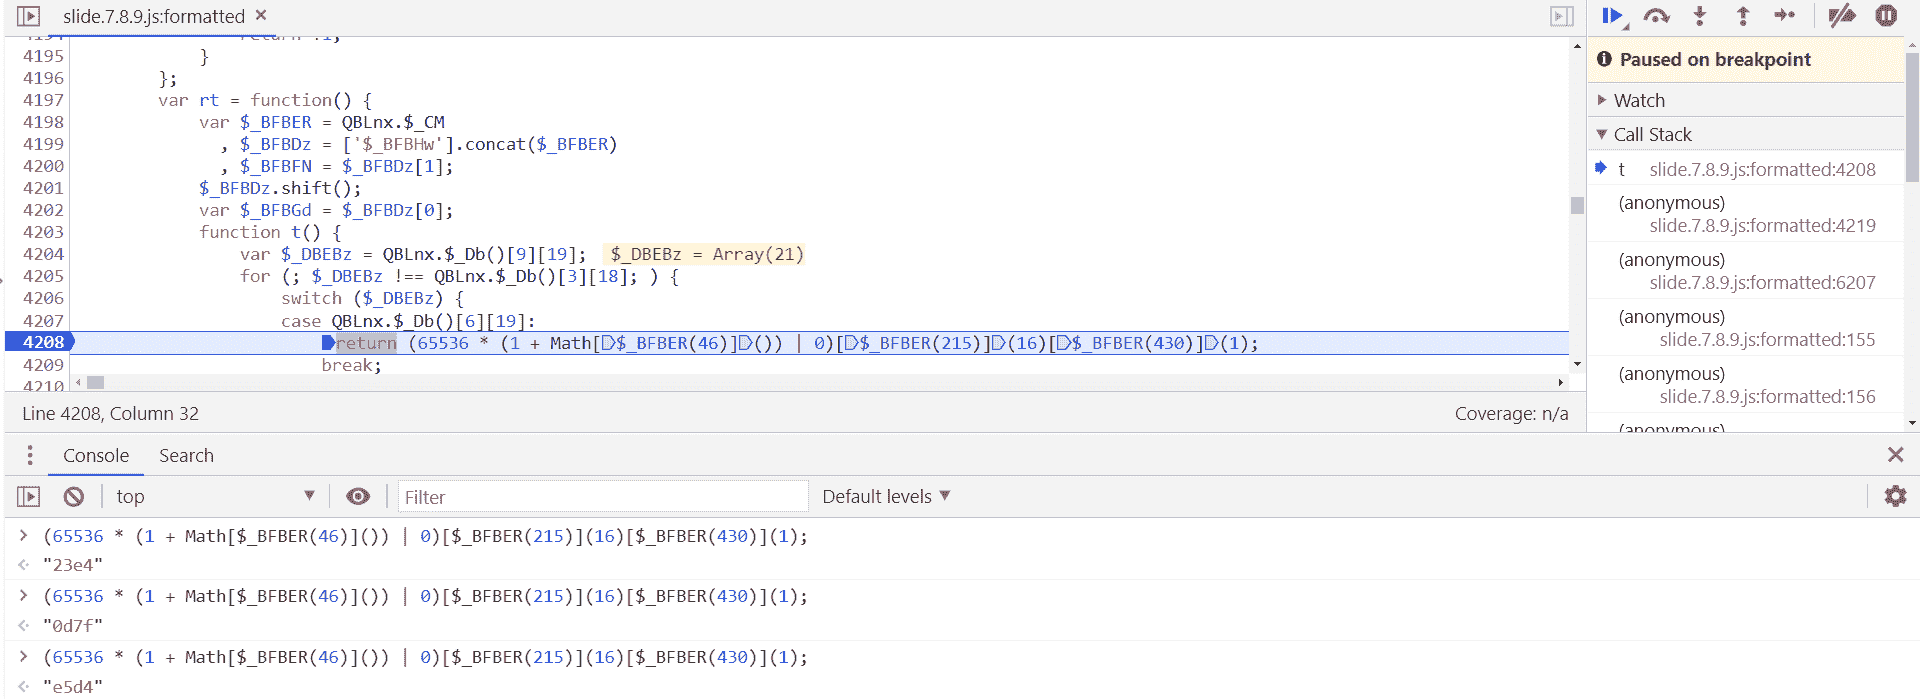 slide.7.8.9.js:formatted ×
4195 }
4196 };
4197 var rt = function() {
4198 var $_BFBER = QBLnx.$_CM
4199 , $_BFBDz = ['$_BFBHw'].concat($_BFBER)
4200 , $_BFBFN = $_BFBDz[1];
4201 $_BFBDz.shift();
4202 var $_BFBGd = $_BFBDz[0];
4203 function t() {
4204 var $_DBEBz = QBLnx.$_Db()[9][19]; $_DBEBz = Array(21)
4205 for (; $_DBEBz !== QBLnx.$_Db()[3][18]; ) {
4206 switch ($_DBEBz) {
4207 case QBLnx.$_Db()[6][19]:
4208 return (65536 * (1 + Math[$_BFBER(46)]()) | 0)[$_BFBER(215)](16)[$_BFBER(430)](1);
4209 break;
4210
Line 4208, Column 32
Coverage: n/a
Paused on breakpoint
Watch
Call Stack
t slide.7.8.9.js:formatted:4208
(anonymous)
slide.7.8.9.js:formatted:4219
(anonymous)
slide.7.8.9.js:formatted:6207
(anonymous)
slide.7.8.9.js:formatted:155
(anonymous)
slide.7.8.9.js:formatted:156
(anonymous)
Console Search
top Filter Default levels
> (65536 * (1 + Math[$_BFBER(46)]()) | 0)[$_BFBER(215)](16)[$_BFBER(430)](1);
"23e4"
> (65536 * (1 + Math[$_BFBER(46)]()) | 0)[$_BFBER(215)](16)[$_BFBER(430)](1);
"0d7f"
> (65536 * (1 + Math[$_BFBER(46)]()) | 0)[$_BFBER(215)](16)[$_BFBER(430)](1);
"e5d4"